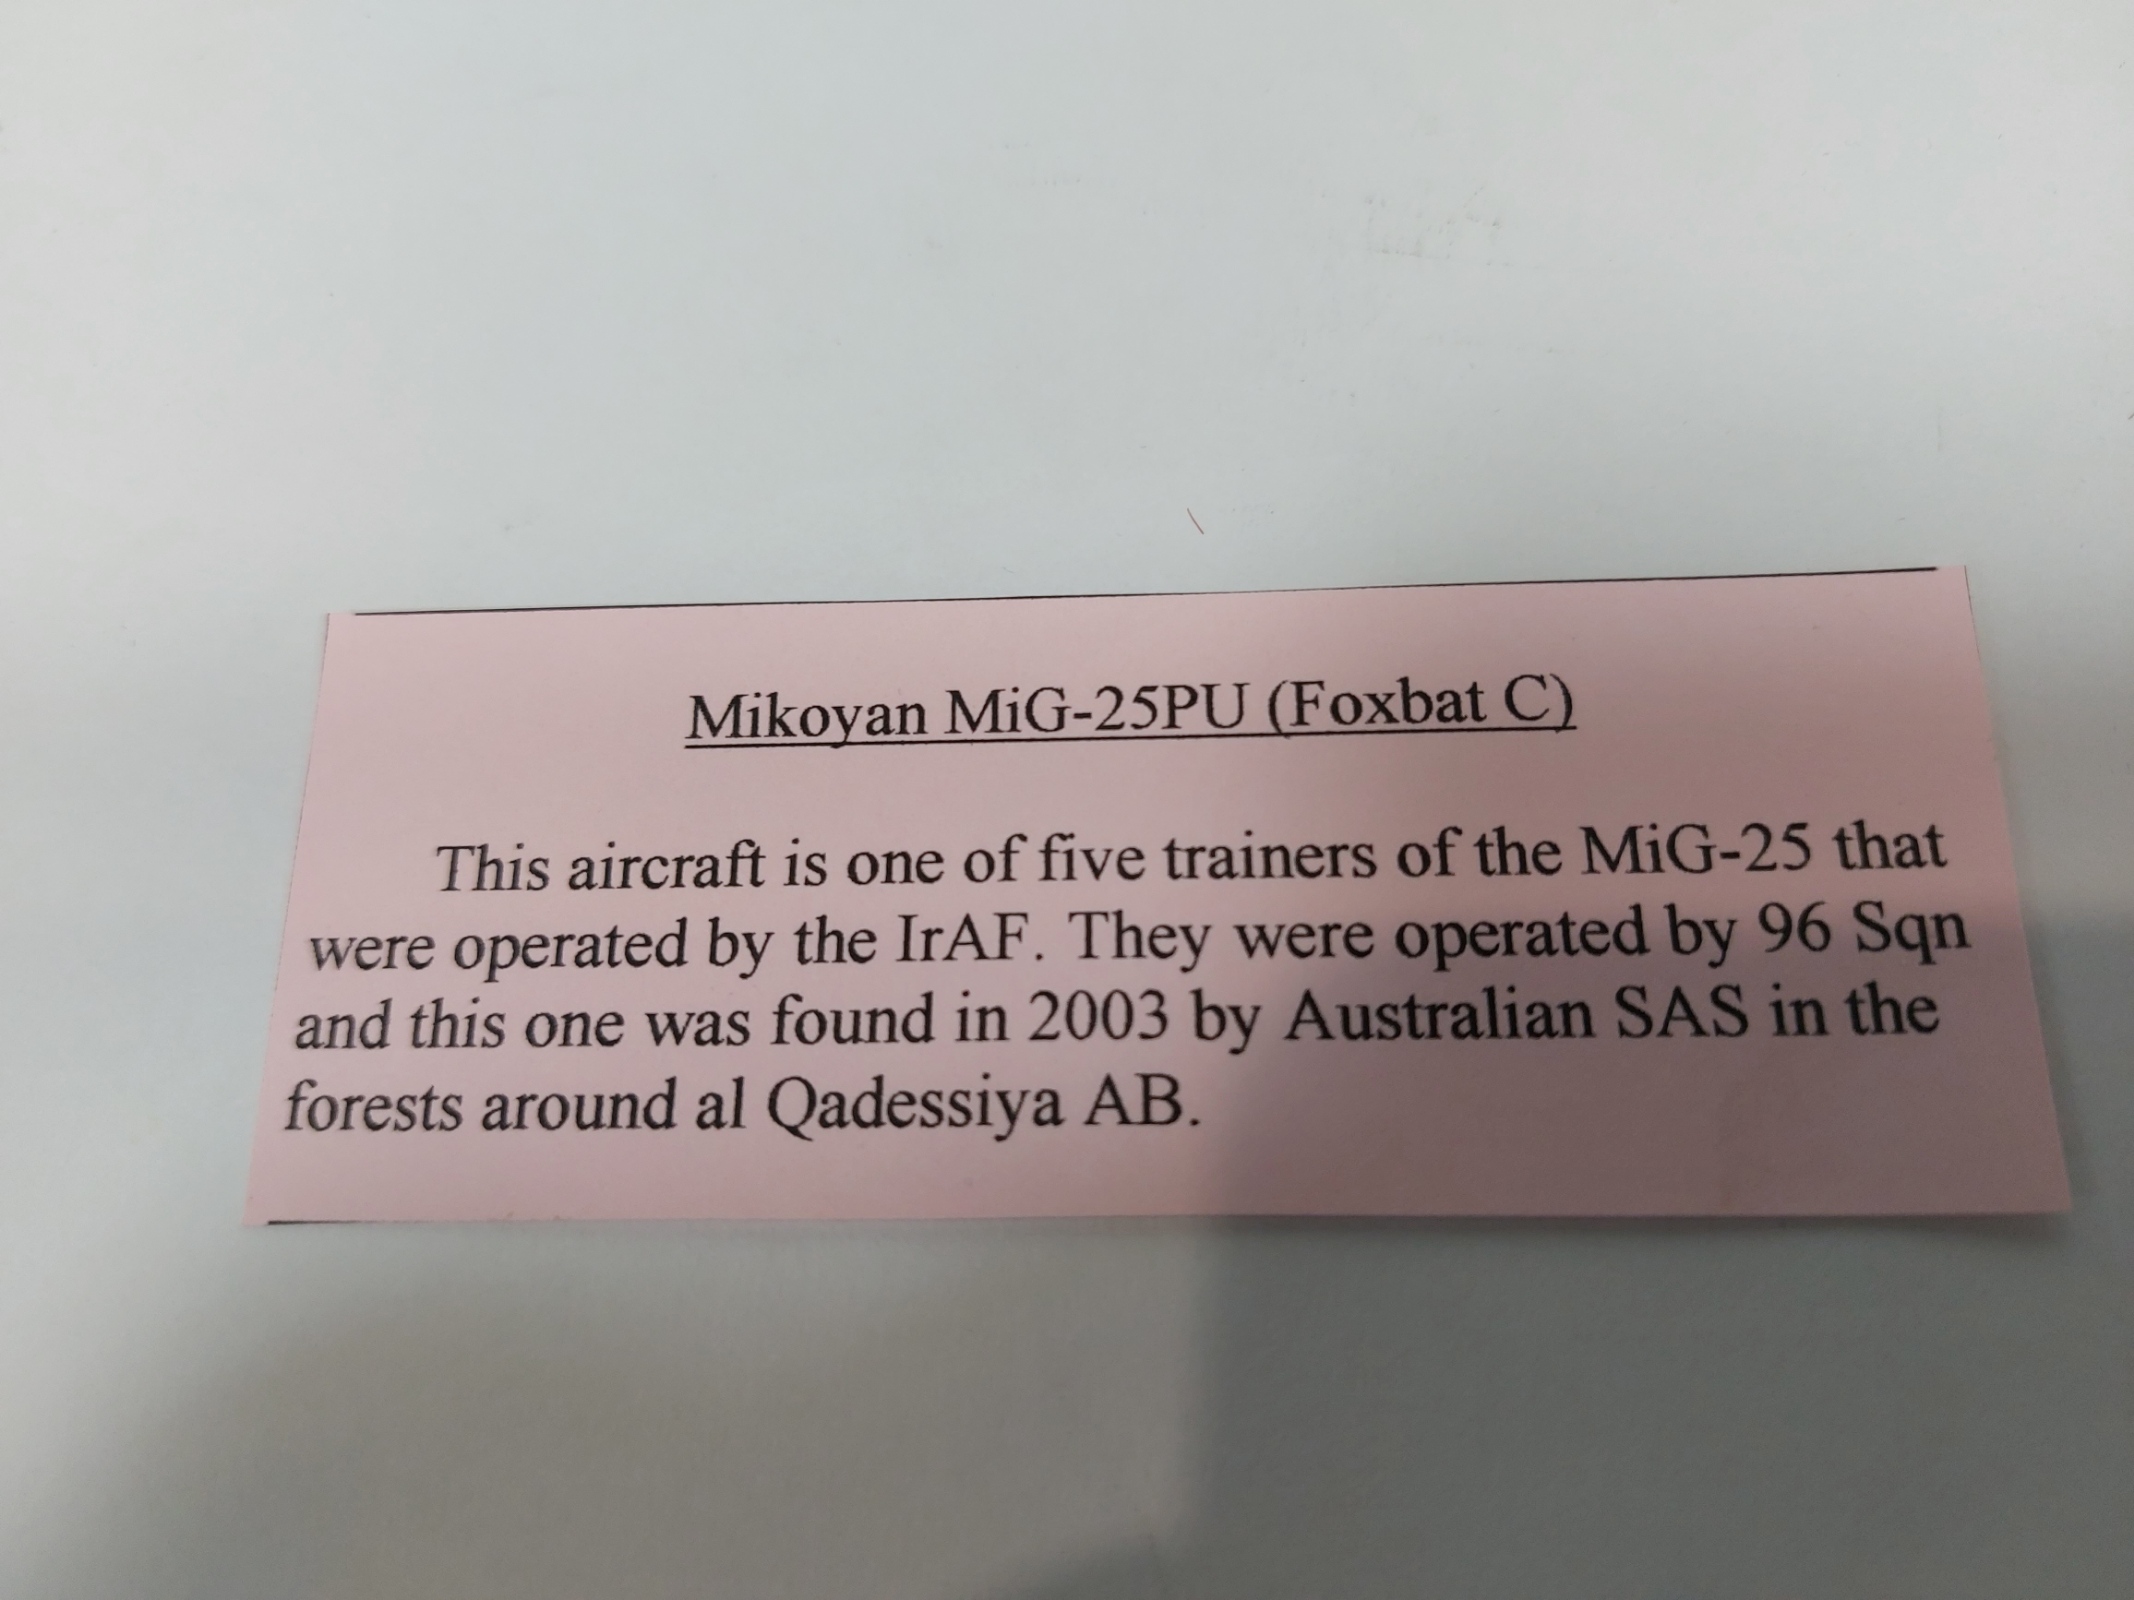 Mikoyan MiG-25PU (Foxbat C)
This aircraft is one of five trainers of the MiG-25 that
were operated by the IrAF. They were operated by 96 Sqn
and this one was found in 2003 by Australian SAS in the
forests around al Qadessiya AB.